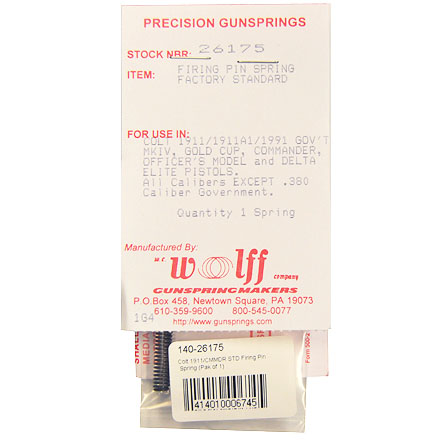 PRECISION GUNSPRINGS
STOCK NBR: 26175
ITEM: FIRING PIN SPRING
FACTORY STANDARD
FOR USE IN:
COLT 1911/1911A1/1991 GOV'T
MKIV, GOLD CUP, COMMANDER,
OFFICER'S MODEL and DELTA
ELITE PISTOLS.
All Calibers EXCEPT .380
Caliber Government.
Quantity 1 Spring
Manufactured By:
W.C.
Wolff
company
GUNSPRINGMAKERS
P.O.Box 458, Newtown Square, PA 19073
610-359-9600 800-545-0077
1G4 http://www.gunsprings.com
140-26175
Colt 1911/CMMDR STD Firing Pin
Spring (Pak of 1)
414010006745